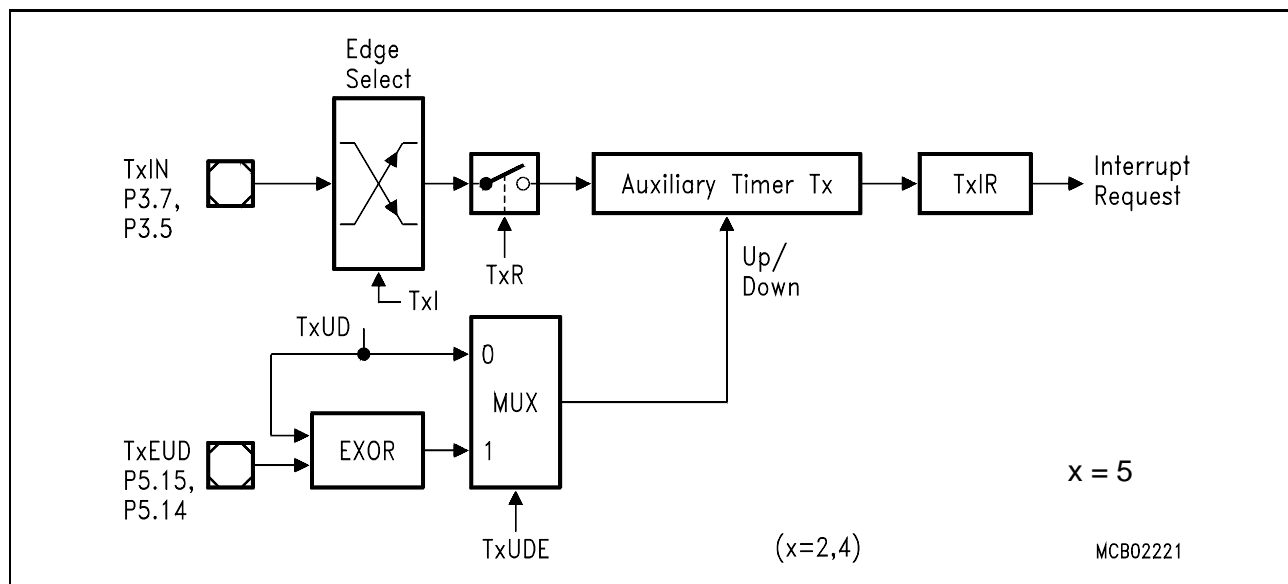 Edge
Select
TxIN
P3.7,
P3.5
Auxiliary Timer Tx
TxIR
Interrupt
Request
TxR
TxI
Up/
Down
TxUD
0
MUX
1
TxEUD
P5.15,
P5.14
EXOR
TxUDE
x = 5
(x=2,4)
MCB02221